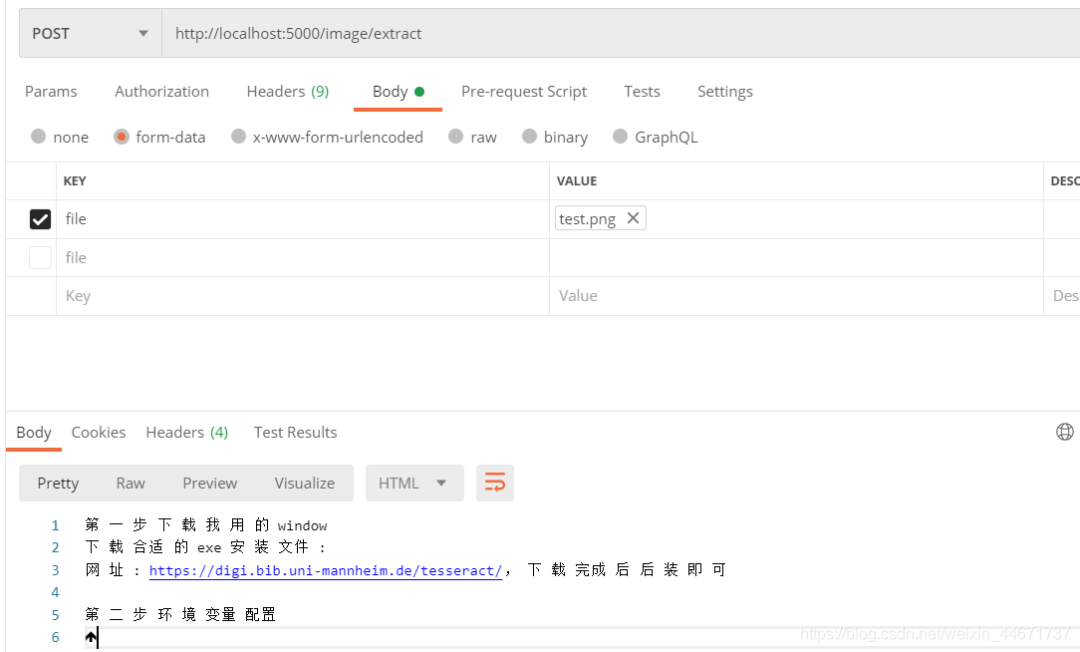 POST http://localhost:5000/image/extract
Params Authorization Headers (9) Body Pre-request Script Tests Settings
none form-data x-www-form-urlencoded raw binary GraphQL
KEY VALUE DESC
file test.png
file
Key Value Des
Body Cookies Headers (4) Test Results
Pretty Raw Preview Visualize HTML
1 第 一 步 下 载 我 用 的 window
2 下 载 合适 的 exe 安 装 文件 :
3 网 址 : https://digi.bib.uni-mannheim.de/tesseract/, 下 载 完成 后 后 装 即 可
4
5 第 二 步 环 境 变量 配置
6
https://blog.csdn.net/weixin_44671737